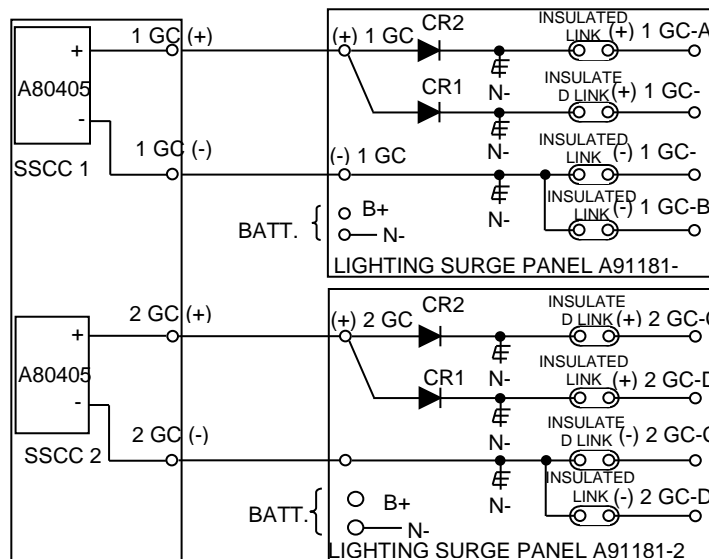 1 GC (+)
(+) 1 GC
CR2
INSULATED
LINK
(+) 1 GC-A
+
A80405
-
SSCC 1
CR1
N-
INSULATE
D LINK
(+) 1 GC-
1 GC (-)
(-) 1 GC
N-
INSULATED
LINK
(-) 1 GC-
N-
INSULATED
LINK
(-) 1 GC-B
BATT.
B+
N-
LIGHTING SURGE PANEL A91181-
2 GC (+)
(+) 2 GC
CR2
INSULATE
D LINK
(+) 2 GC-
+
A80405
-
SSCC 2
CR1
N-
INSULATED
LINK
(+) 2 GC-D
2 GC (-)
N-
INSULATE
D LINK
(-) 2 GC-
N-
INSULATED
LINK
(-) 2 GC-D
BATT.
B+
N-
LIGHTING SURGE PANEL A91181-2